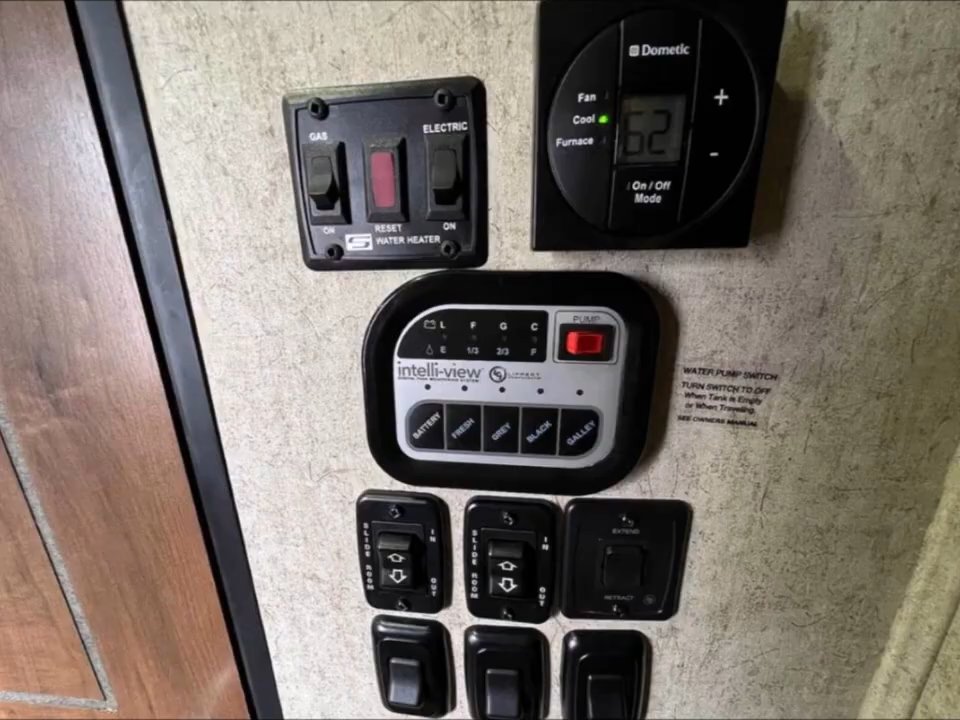 Dometic
Fan
Cool
Furnace
62
+
-
On / Off
Mode
GAS
ELECTRIC
ON
RESET
ON
S WATER HEATER
L F G C
E 1/3 2/3 F
PUMP
intelli-view
LIPPERT
BATTERY
FRESH
GREY
BLACK
GALLEY
WATER PUMP SWITCH
TURN SWITCH TO OFF
When Tank is Empty
or When Traveling.
SEE OWNERS MANUAL
SLIDE ROOM
IN
OUT
SLIDE ROOM
IN
OUT
EXTEND
RETRACT